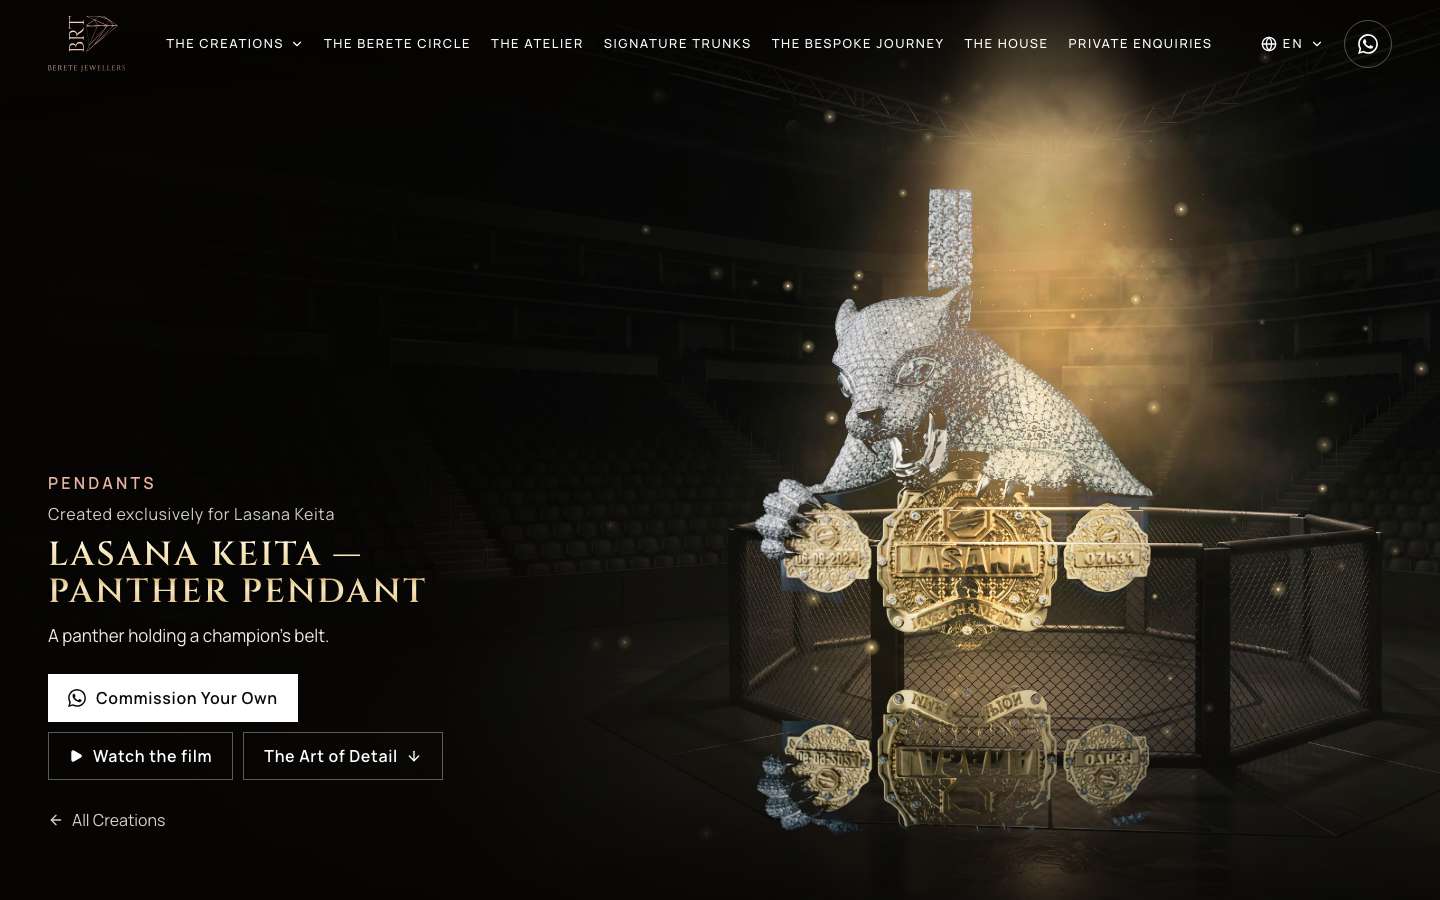 BRT
BERETE JEWELLERS
THE CREATIONS
THE BERETE CIRCLE
THE ATELIER
SIGNATURE TRUNKS
THE BESPOKE JOURNEY
THE HOUSE
PRIVATE ENQUIRIES
EN
PENDANTS
Created exclusively for Lasana Keita
LASANA KEITA —
PANTHER PENDANT
A panther holding a champion's belt.
Commission Your Own
Watch the film
The Art of Detail
All Creations
LASANA